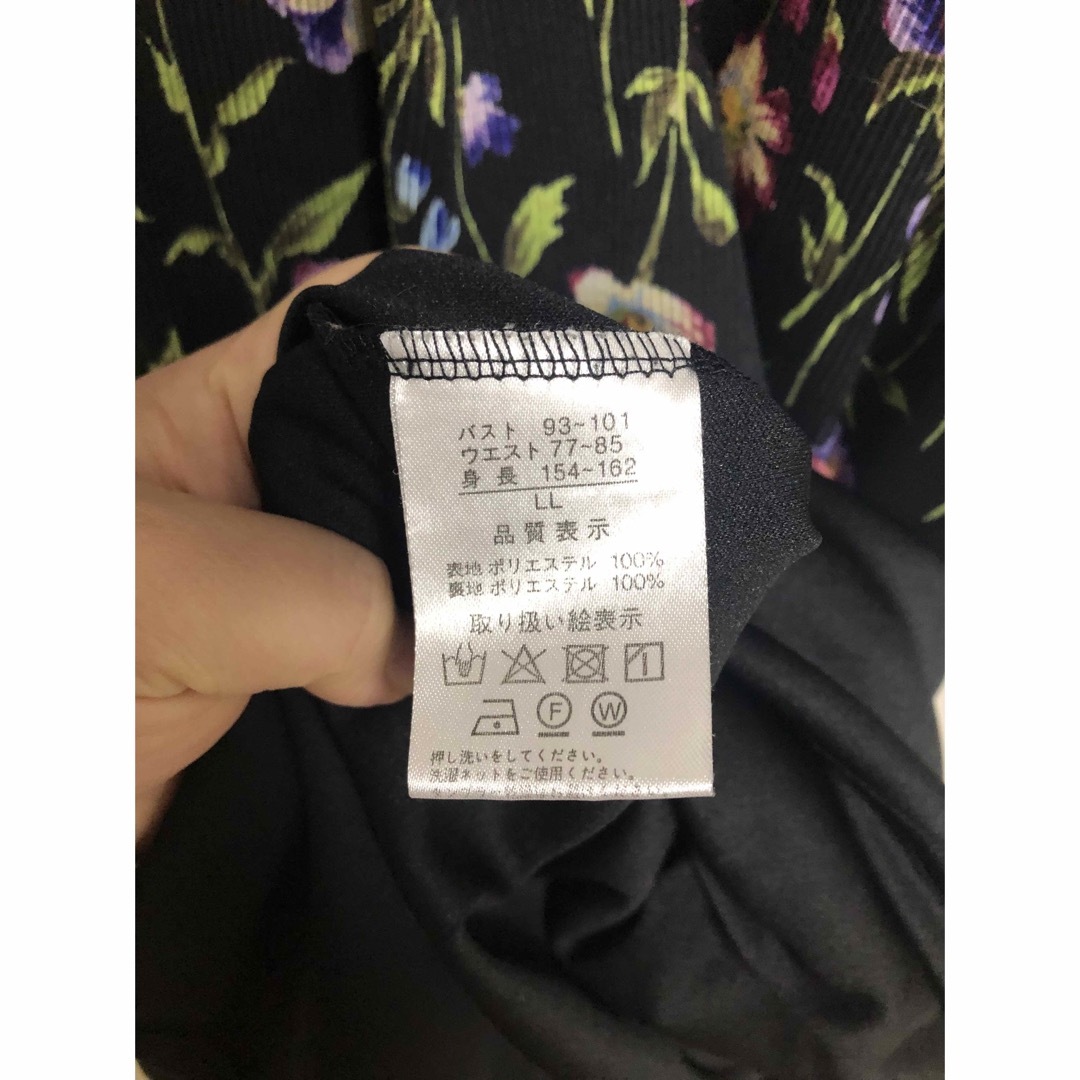 バスト 93~101
ウエスト 77~85
身長 154~162
LL
品質表示
表地 ポリエステル 100%
裏地 ポリエステル 100%
取り扱い絵表示
F W
押し洗いをしてください。
洗濯ネットをご使用ください。